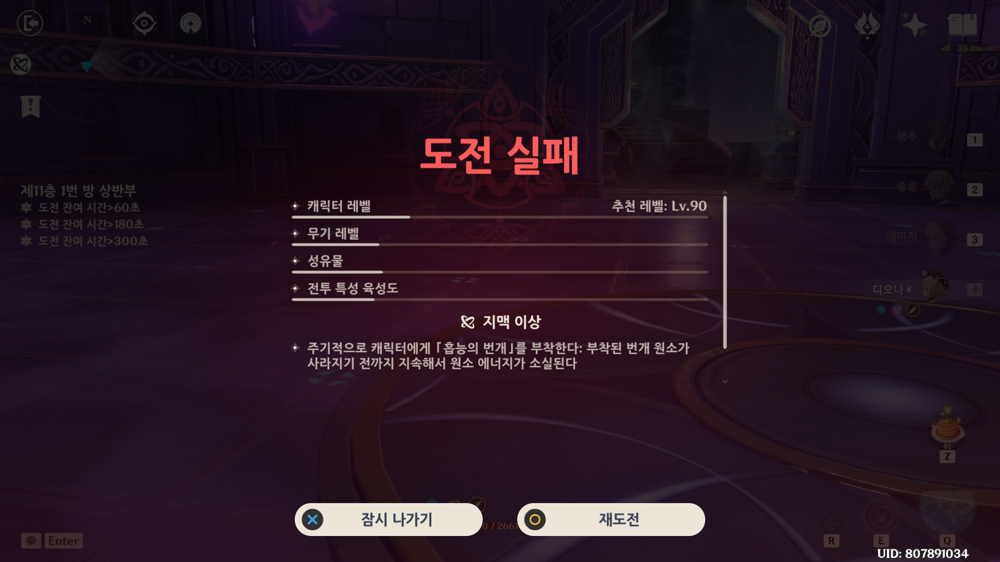 N
35 ms
행추
1
도전 실패
제11층 1번 방 상반부
도전 잔여 시간>60초
도전 잔여 시간>180초
도전 잔여 시간>300초
중운
2
캐릭터 레벨
추천 레벨: Lv.90
무기 레벨
레이저
3
성유물
전투 특성 육성도
디오나
4
지맥 이상
주기적으로 캐릭터에게 「흡능의 번개」를 부착한다: 부착된 번개 원소가
사라지기 전까지 지속해서 원소 에너지가 소실된다
82
Z
잠시 나가기
재도전
Enter
R
E
Q
UID: 807891034